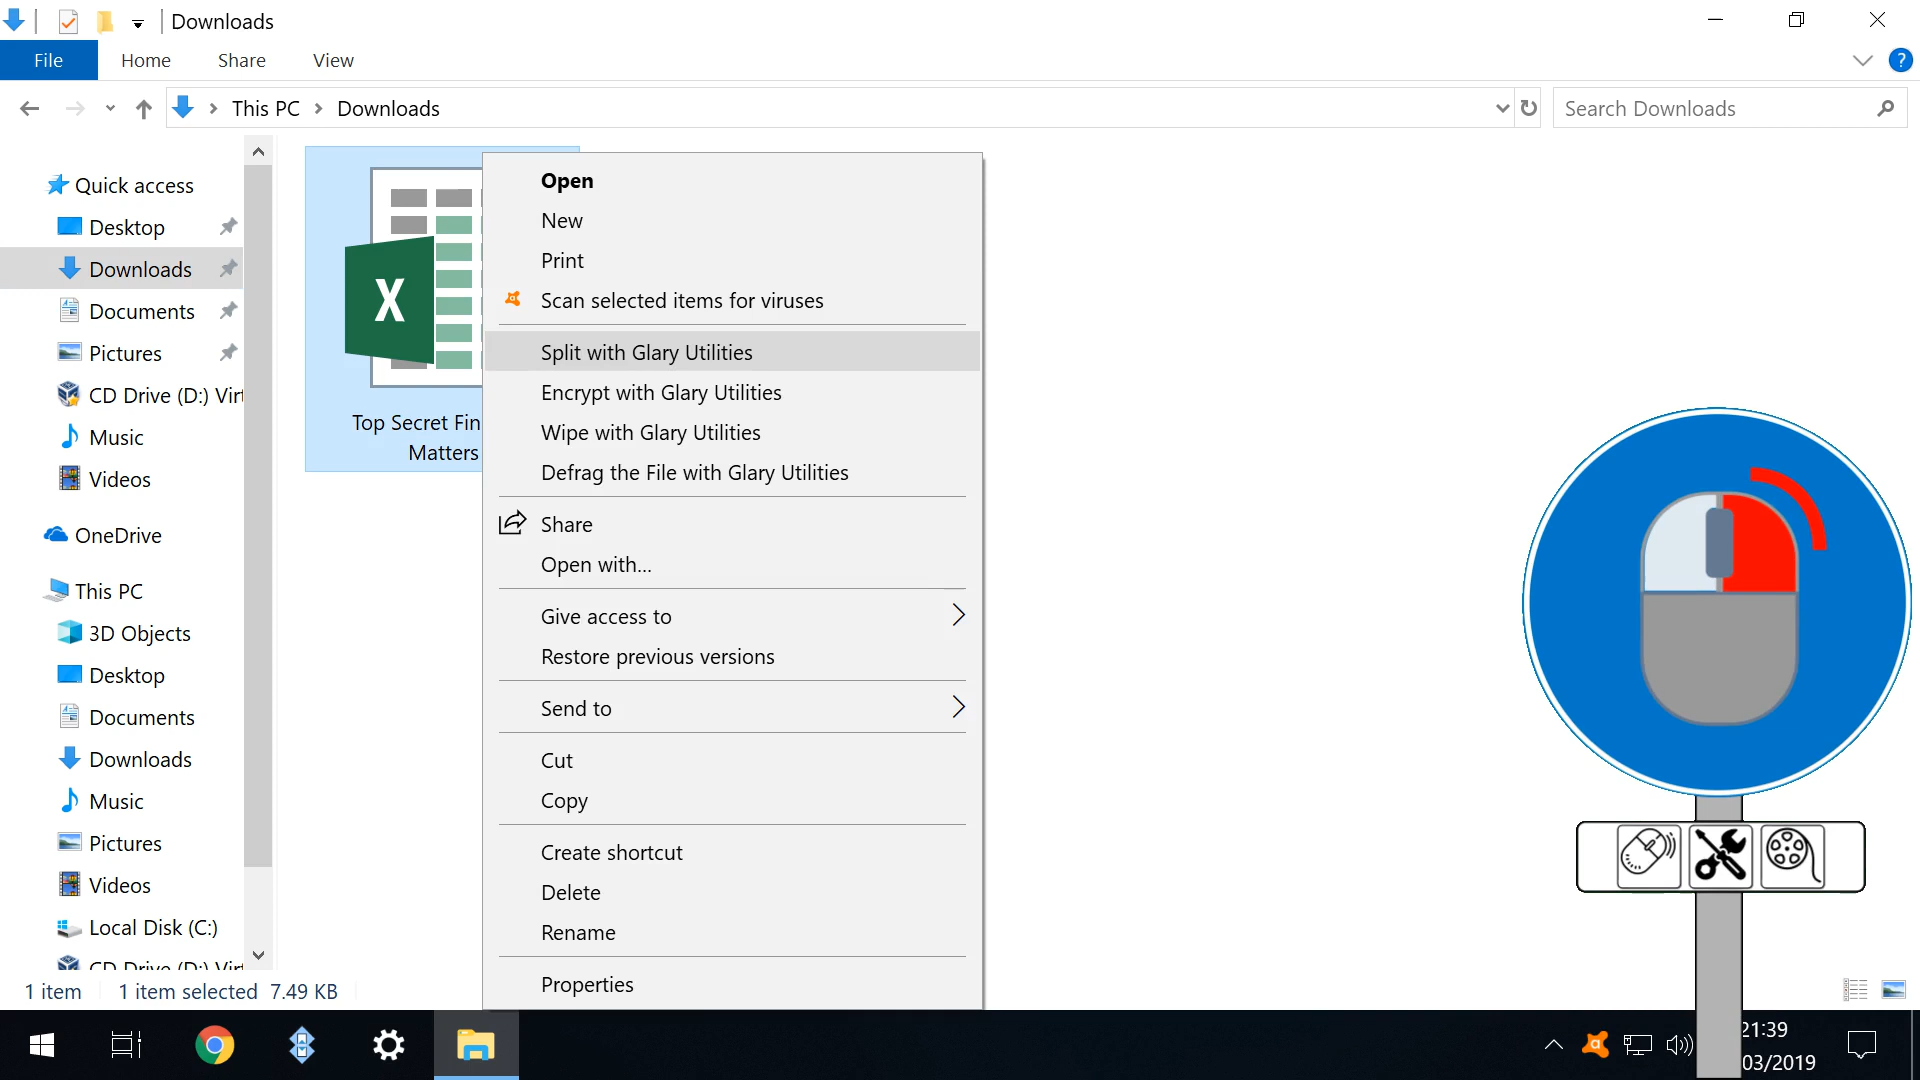 Downloads
File Home Share View
?
This PC Downloads
Search Downloads
Quick access
Desktop
Downloads
Documents
Pictures
CD Drive (D:) Virt
Music
Videos
OneDrive
This PC
3D Objects
Desktop
Documents
Downloads
Music
Pictures
Videos
Local Disk (C:)
CD Drive (D:) Virt
X
Top Secret Fin
Matters
Open
New
Print
Scan selected items for viruses
Split with Glary Utilities
Encrypt with Glary Utilities
Wipe with Glary Utilities
Defrag the File with Glary Utilities
Share
Open with...
Give access to
Restore previous versions
Send to
Cut
Copy
Create shortcut
Delete
Rename
Properties
1 item 1 item selected 7.49 KB
21:39
03/2019